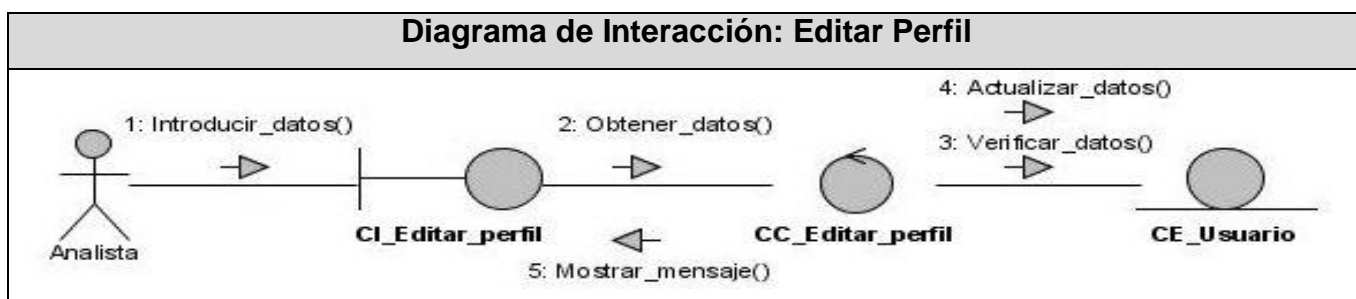 Diagrama de Interacción: Editar Perfil
4: Actualizar_datos()
1: Introducir_datos()
2: Obtener_datos()
3: Verificar_datos()
CI_Editar_perfil
CC_Editar_perfil
CE_Usuario
Analista
5: Mostrar_mensaje()